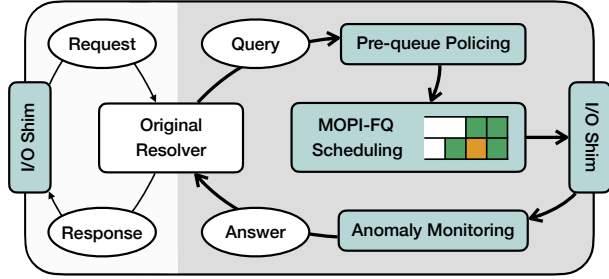 Request
Query
Pre-queue Policing
I/O Shim
Original
Resolver
MOPI-FQ
Scheduling
I/O Shim
Response
Answer
Anomaly Monitoring